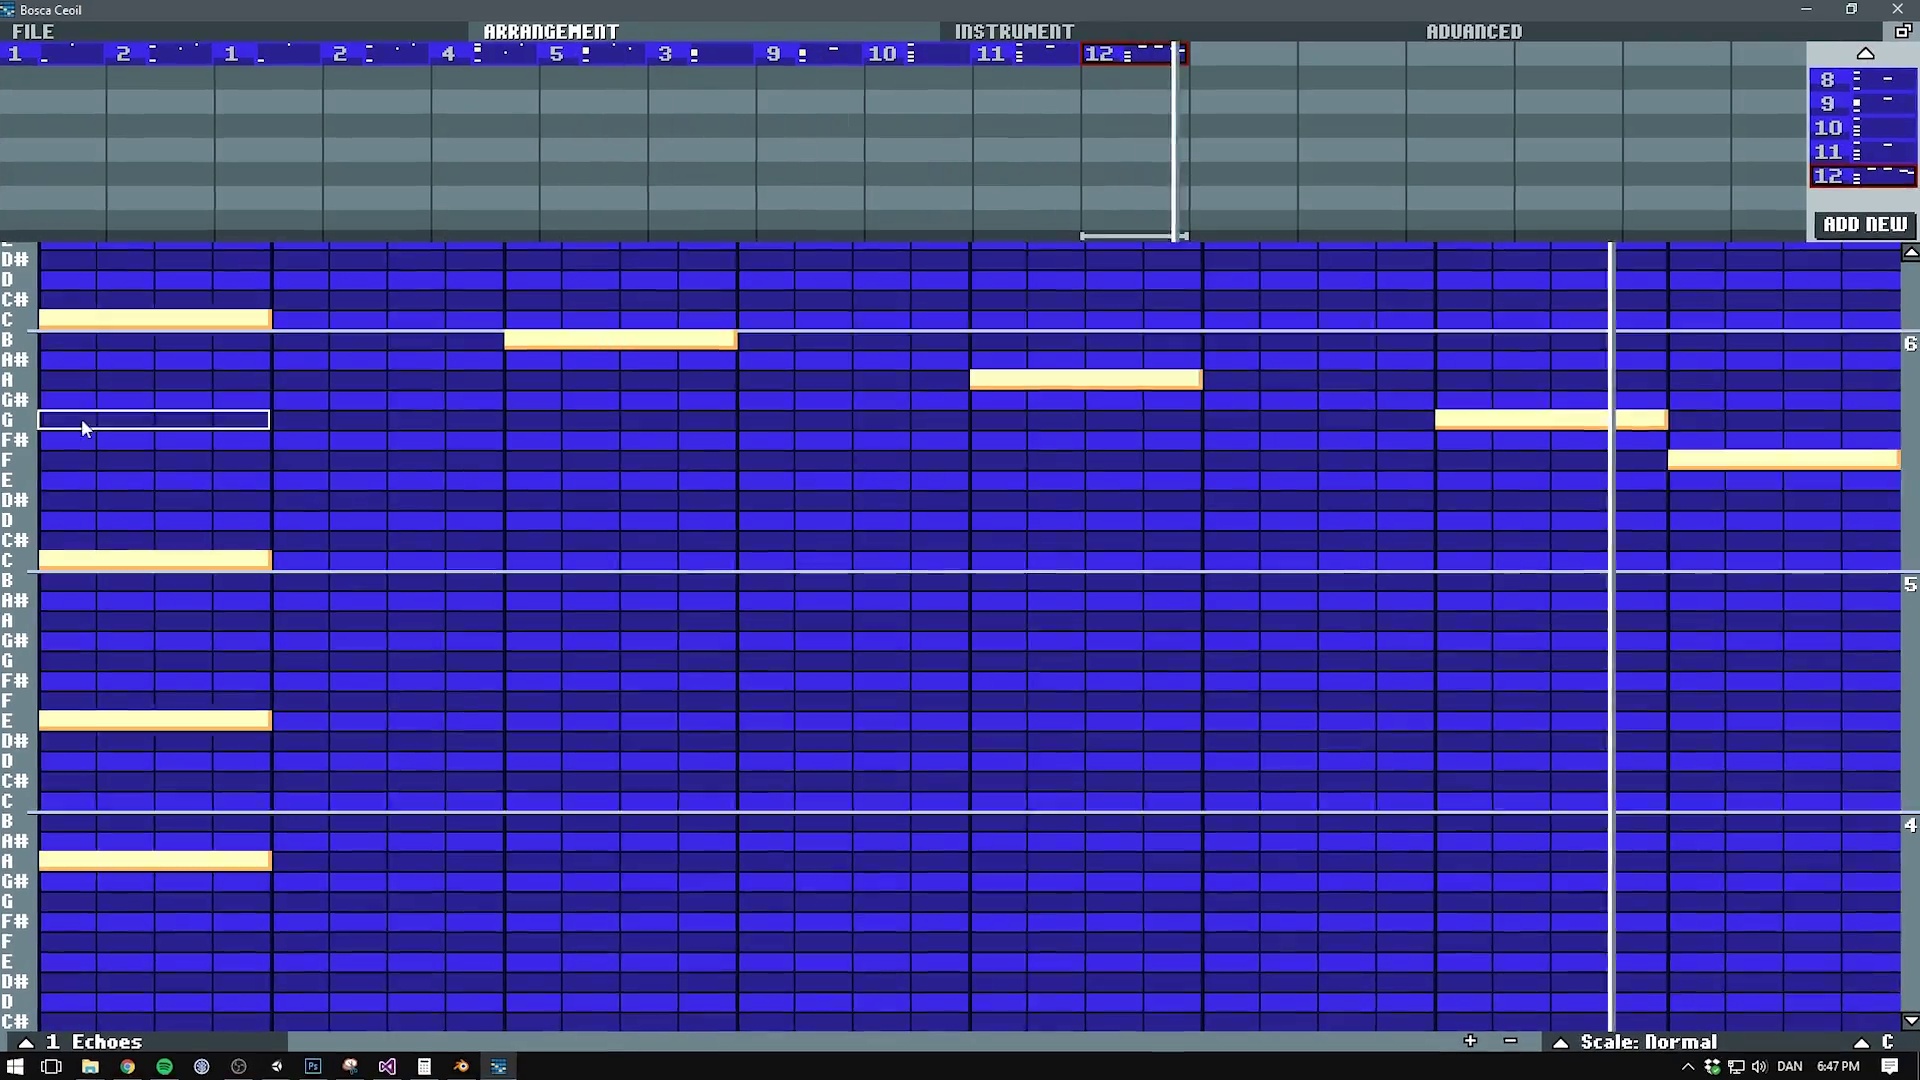 Bosca Ceoil
FILE ARRANGEMENT INSTRUMENT ADVANCED
1 2 1 2 4 5 3 9 10 11 12
8
9
10
11
12
ADD NEW
D#
D
C#
C
B
6
A#
A
G#
G
F#
F
E
D#
D
C#
C
B
5
A#
A
G#
G
F#
F
E
D#
D
C#
C
B
4
A#
A
G#
G
F#
F
E
D#
D
C#
1 Echoes + - Scale: Normal C
Ps DAN 6:47 PM